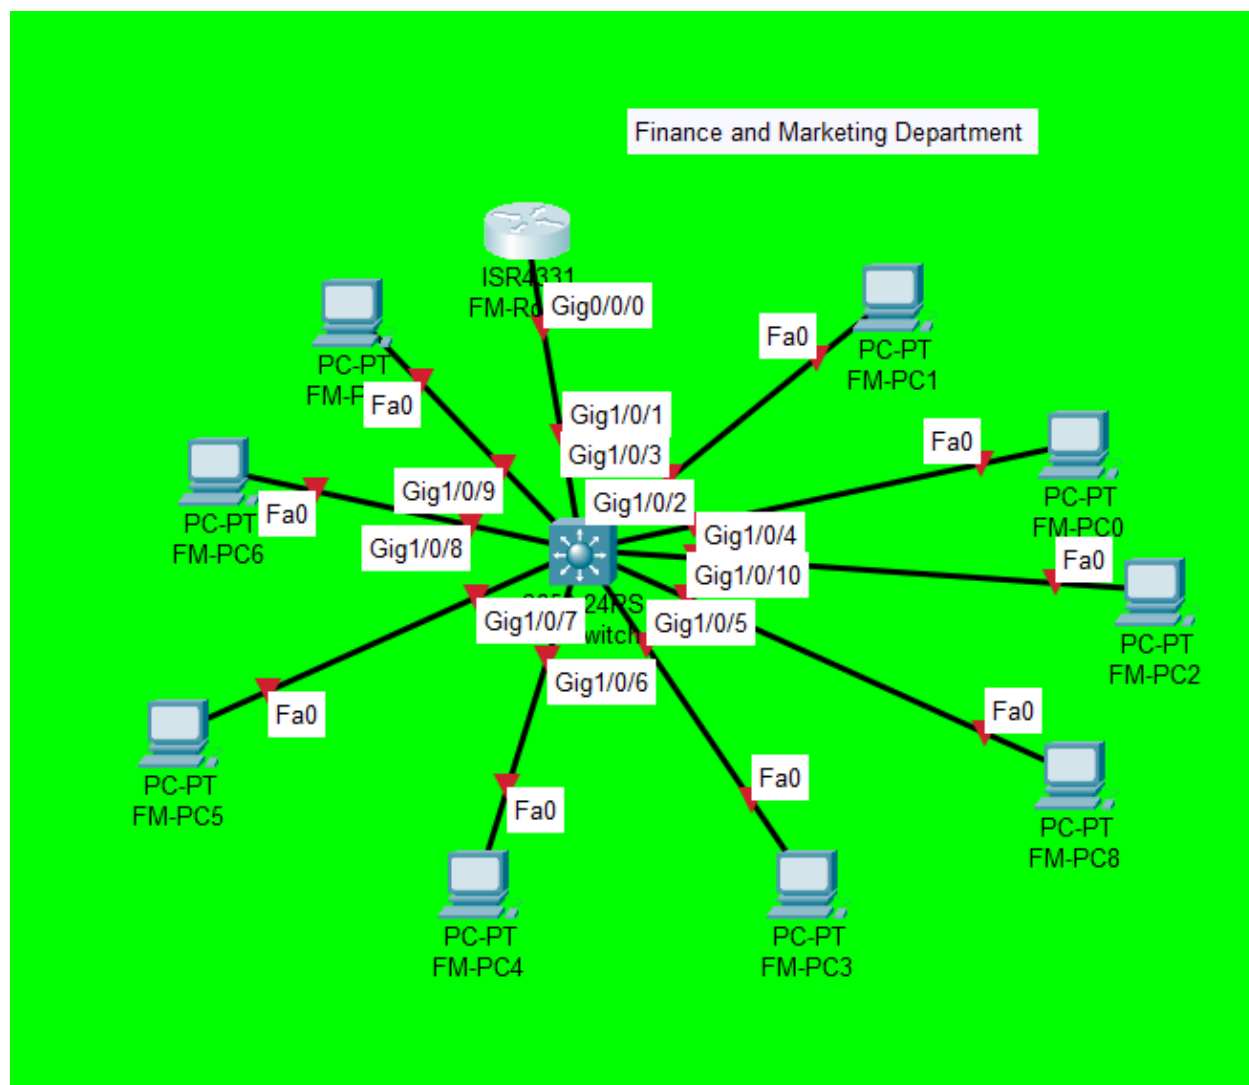 Finance and Marketing Department
ISR4331
Gig0/0/0
PC-PT
FM-PC1
Fa0
PC-PT
Fa0
Gig1/0/1
Gig1/0/3
Fa0
PC-PT
FM-PC0
Gig1/0/9
Gig1/0/2
Fa0
PC-PT
FM-PC6
Gig1/0/8
Gig1/0/4
Fa0
Gig1/0/10
24PS
Gig1/0/7
Gig1/0/5
PC-PT
FM-PC2
Gig1/0/6
Fa0
Fa0
PC-PT
FM-PC5
Fa0
Fa0
PC-PT
FM-PC8
PC-PT
FM-PC4
PC-PT
FM-PC3